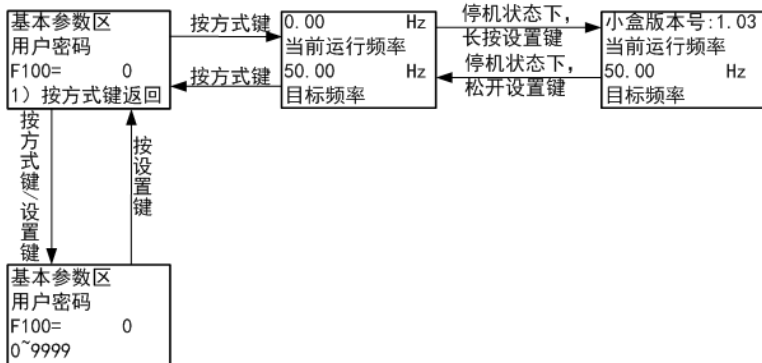 基本参数区
用户密码
F100= 0
1）按方式键返回
按方式键
按方式键
0.00 Hz
当前运行频率
50.00 Hz
目标频率
停机状态下，
长按设置键
停机状态下，
松开设置键
小盒版本号:1.03
当前运行频率
50.00 Hz
目标频率
按方式键/设置键
按设置键
基本参数区
用户密码
F100= 0
0~9999